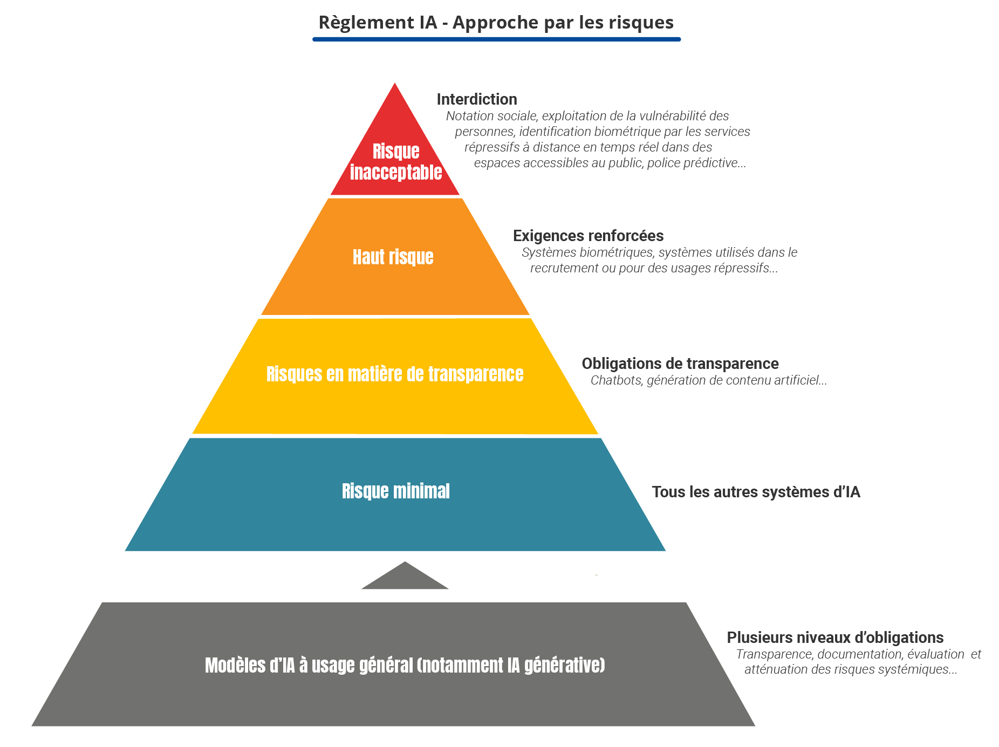 Règlement IA - Approche par les risques
Risque
inacceptable
Interdiction
Notation sociale, exploitation de la vulnérabilité des
personnes, identification biométrique par les services
répressifs à distance en temps réel dans des
espaces accessibles au public, police prédictive...
Haut risque
Exigences renforcées
Systèmes biométriques, systèmes utilisés dans le
recrutement ou pour des usages répressifs...
Risques en matière de transparence
Obligations de transparence
Chatbots, génération de contenu artificiel...
Risque minimal
Tous les autres systèmes d’IA
Modèles d’IA à usage général (notamment IA générative)
Plusieurs niveaux d’obligations
Transparence, documentation, évaluation et
atténuation des risques systémiques...